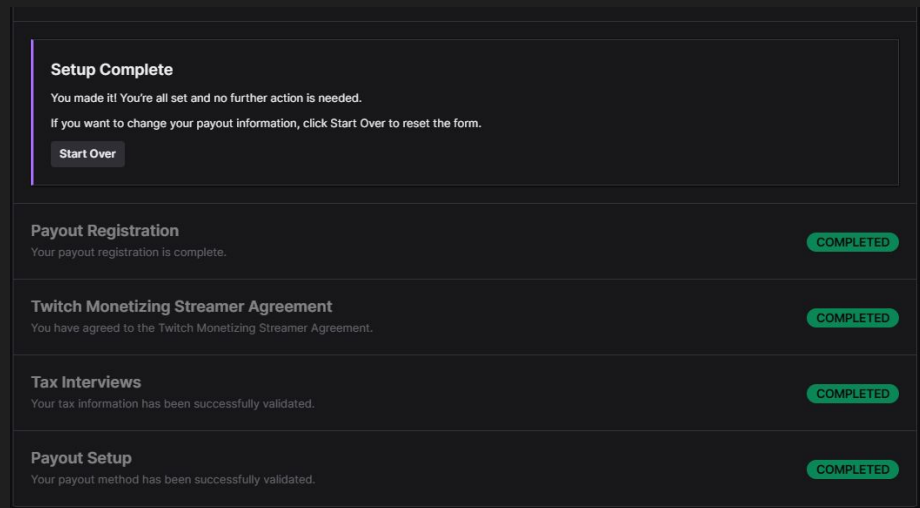 Setup Complete
You made it! You're all set and no further action is needed.
If you want to change your payout information, click Start Over to reset the form.
Start Over
Payout Registration
Your payout registration is complete.
COMPLETED
Twitch Monetizing Streamer Agreement
You have agreed to the Twitch Monetizing Streamer Agreement.
COMPLETED
Tax Interviews
Your tax information has been successfully validated.
COMPLETED
Payout Setup
Your payout method has been successfully validated.
COMPLETED